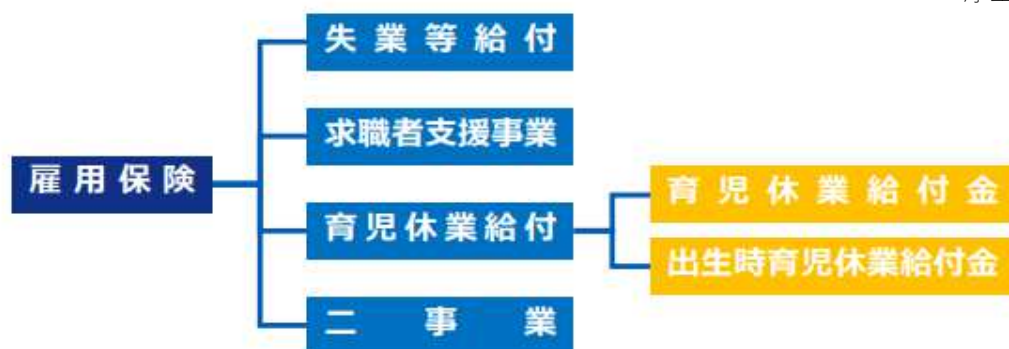 失業等給付
求職者支援事業
雇用保険
育児休業給付
育児休業給付金
出生時育児休業給付金
二事業